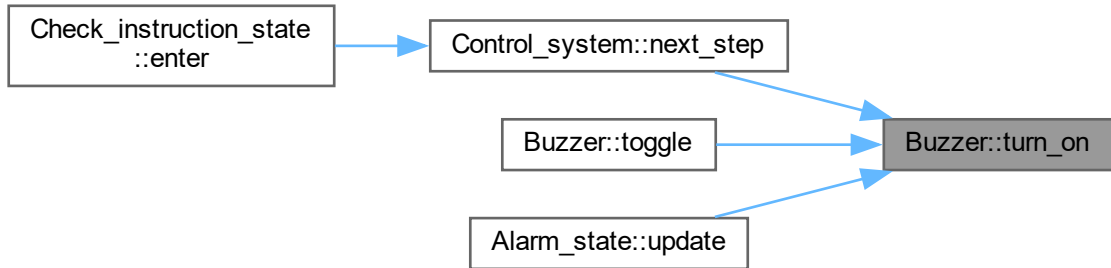 Check_instruction_state
::enter
Control_system::next_step
Buzzer::toggle
Buzzer::turn_on
Alarm_state::update